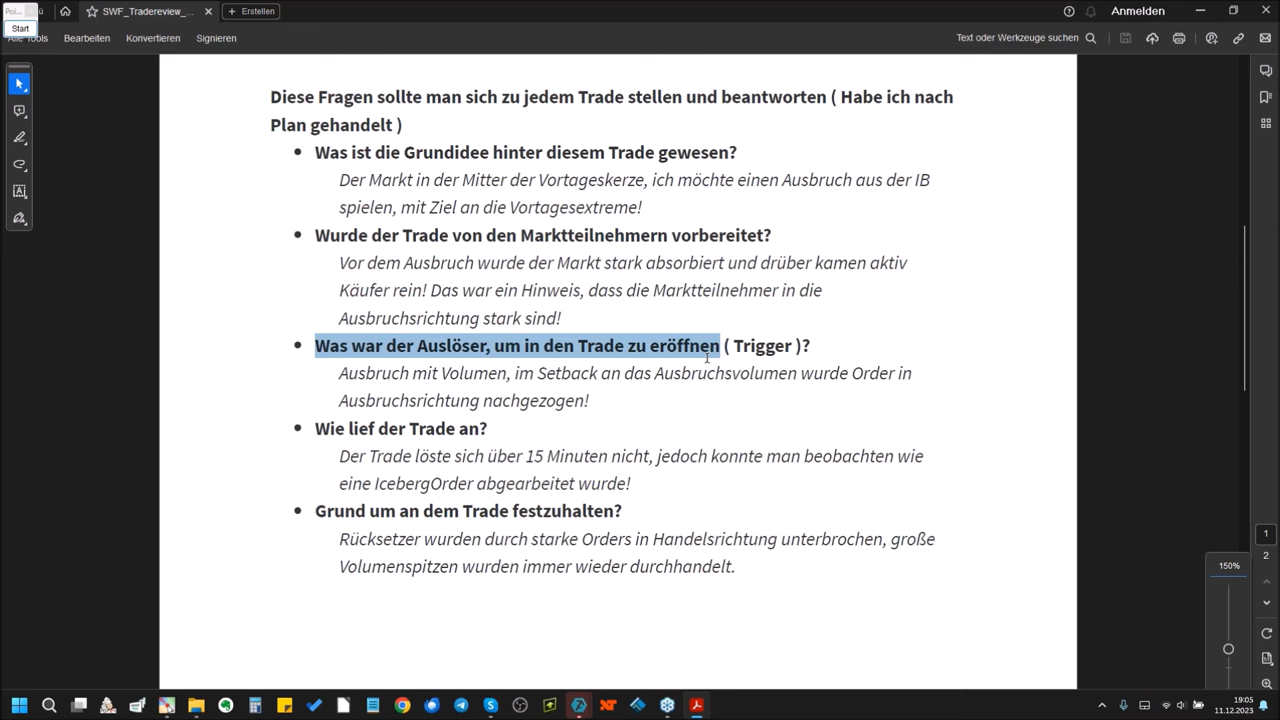 Poi...
Start
SWF_Tradereview_...
Erstellen
Anmelden
Alle Tools
Bearbeiten
Konvertieren
Signieren
Text oder Werkzeuge suchen
Diese Fragen sollte man sich zu jedem Trade stellen und beantworten ( Habe ich nach
Plan gehandelt )
• Was ist die Grundidee hinter diesem Trade gewesen?
Der Markt in der Mitter der Vortageskerze, ich möchte einen Ausbruch aus der IB
spielen, mit Ziel an die Vortagesextreme!
• Wurde der Trade von den Marktteilnehmern vorbereitet?
Vor dem Ausbruch wurde der Markt stark absorbiert und drüber kamen aktiv
Käufer rein! Das war ein Hinweis, dass die Marktteilnehmer in die
Ausbruchsrichtung stark sind!
• Was war der Auslöser, um in den Trade zu eröffnen ( Trigger )?
Ausbruch mit Volumen, im Setback an das Ausbruchsvolumen wurde Order in
Ausbruchsrichtung nachgezogen!
• Wie lief der Trade an?
Der Trade löste sich über 15 Minuten nicht, jedoch konnte man beobachten wie
eine IcebergOrder abgearbeitet wurde!
• Grund um an dem Trade festzuhalten?
Rücksetzer wurden durch starke Orders in Handelsrichtung unterbrochen, große
Volumenspitzen wurden immer wieder durchhandelt.
1
2
150%
19:05
11.12.2023